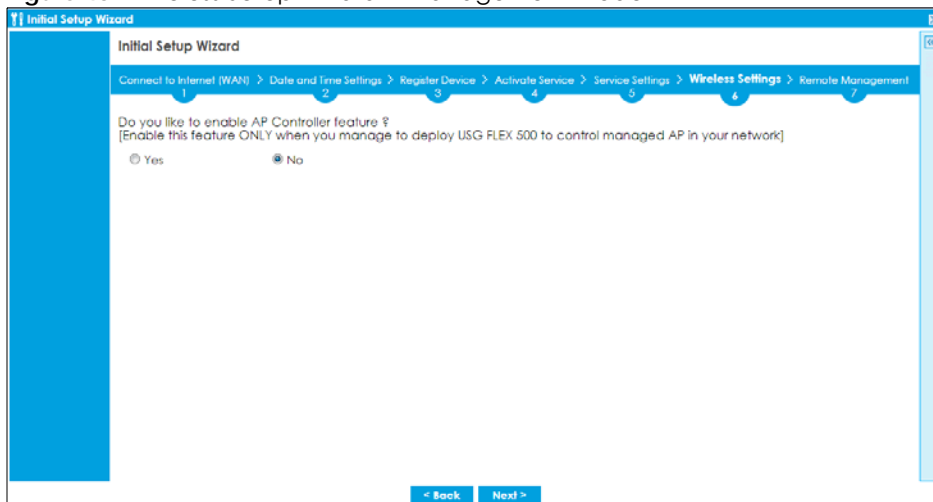 Initial Setup Wizard
Initial Setup Wizard
Connect to Internet (WAN) > Date and Time Settings > Register Device > Activate Service > Service Settings > Wireless Settings > Remote Management
1 2 3 4 5 6 7
Do you like to enable AP Controller feature ?
[Enable this feature ONLY when you manage to deploy USG FLEX 500 to control managed AP in your network]
Yes No
< Back Next >